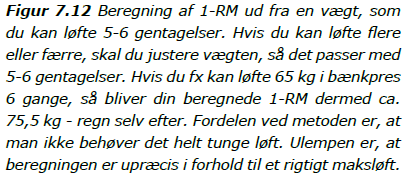 Figur 7.12 Beregning af 1-RM ud fra en vægt, som
du kan løfte 5-6 gentagelser. Hvis du kan løfte flere
eller færre, skal du justere vægten, så det passer med
5-6 gentagelser. Hvis du fx kan løfte 65 kg i bænkpres
6 gange, så bliver din beregnede 1-RM dermed ca.
75,5 kg - regn selv efter. Fordelen ved metoden er, at
man ikke behøver det helt tunge løft. Ulempen er, at
beregningen er upræcis i forhold til et rigtigt maksløft.